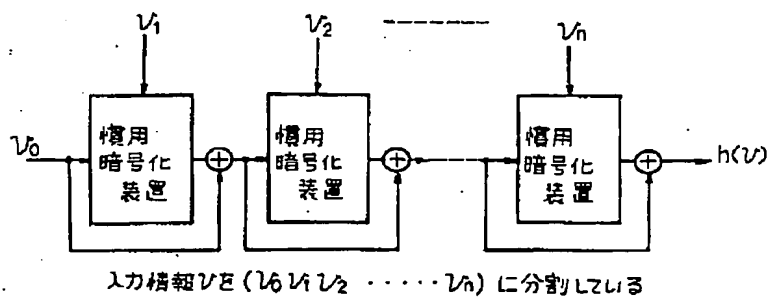 v1 v2 vn
v0
慣用
暗号化
装置
慣用
暗号化
装置
慣用
暗号化
装置
h(v)
入力情報vを(v0 v1 v2 ・・・・・ vn)に分割している